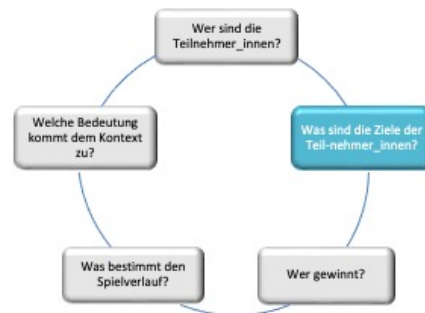 Wer sind die
Teilnehmer_innen?
Was sind die Ziele der
Teil-nehmer_innen?
Wer gewinnt?
Was bestimmt den
Spielverlauf?
Welche Bedeutung
kommt dem Kontext
zu?